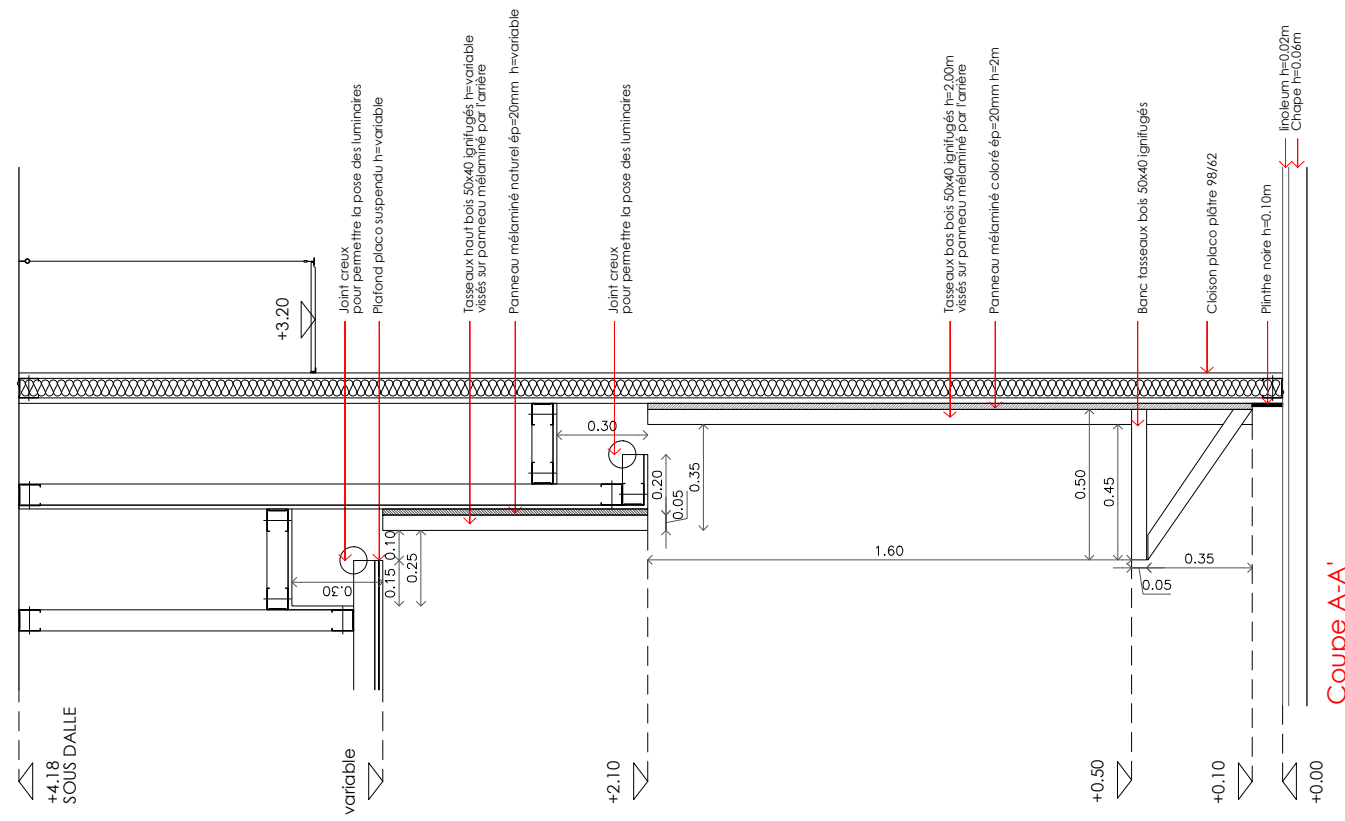 Joint creux
pour permettre la pose des luminaires
Plafond placo suspendu h=variable
Tasseaux haut bois 50x40 ignifugés h=variable
vissés sur panneau mélaminé par l'arrière
Panneau mélaminé naturel ép=20mm h=variable
Joint creux
pour permettre la pose des luminaires
Tasseaux bas bois 50x40 ignifugés h=2.00m
vissés sur panneau mélaminé par l'arrière
Panneau mélaminé coloré ép=20mm h=2m
Banc tasseaux bois 50x40 ignifugés
Cloison placo plâtre 98/62
Plinthe noire h=0.10m
linoleum h=0.02m
Chape h=0.06m
+3.20
0.30
0.20
0.05
0.35
0.10
0.15
0.25
0.30
1.60
0.50
0.45
0.35
0.05
+4.18
SOUS DALLE
variable
+2.10
+0.50
+0.10
+0.00
Coupe A-A'